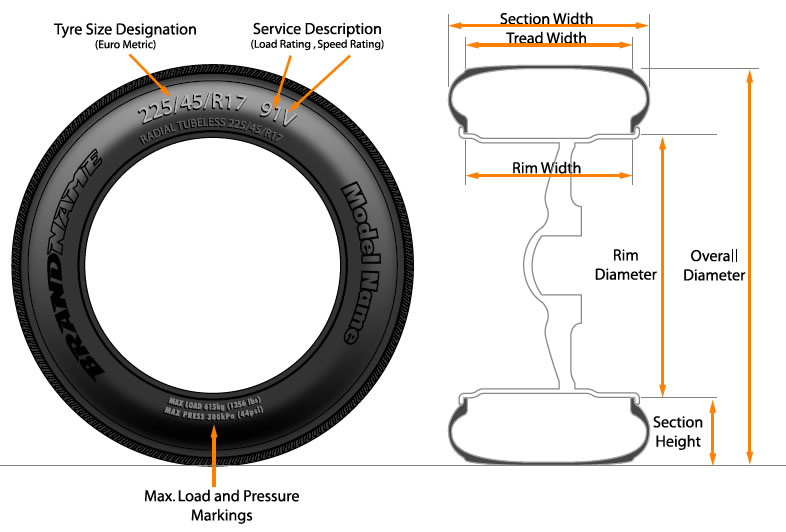 Tyre Size Designation
(Euro Metric)
Service Description
(Load Rating , Speed Rating)
225/45/R17 91V
RADIAL TUBELESS 225/45/R17
BRANDNAME
Model Name
MAX LOAD 615kg (1356 lbs)
MAX PRESS 300kPa (44psi)
Max. Load and Pressure
Markings
Section Width
Tread Width
Rim Width
Rim
Diameter
Overall
Diameter
Section
Height